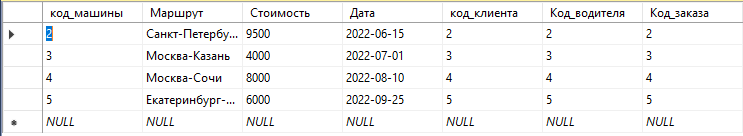 код_машины Маршрут Стоимость Дата код_клиента Код_водителя Код_заказа
2 Санкт-Петербу... 9500 2022-06-15 2 2 2
3 Москва-Казань 4000 2022-07-01 3 3 3
4 Москва-Сочи 8000 2022-08-10 4 4 4
5 Екатеринбург-... 6000 2022-09-25 5 5 5
NULL NULL NULL NULL NULL NULL NULL